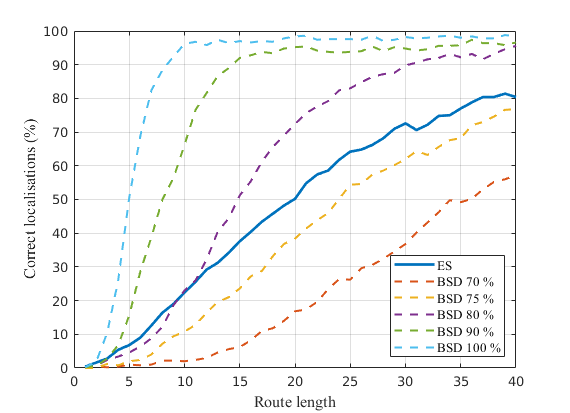 100
90
80
70
60
50
40
30
20
10
0
Correct localisations (%)
0 5 10 15 20 25 30 35 40
Route length
ES
BSD 70 %
BSD 75 %
BSD 80 %
BSD 90 %
BSD 100 %